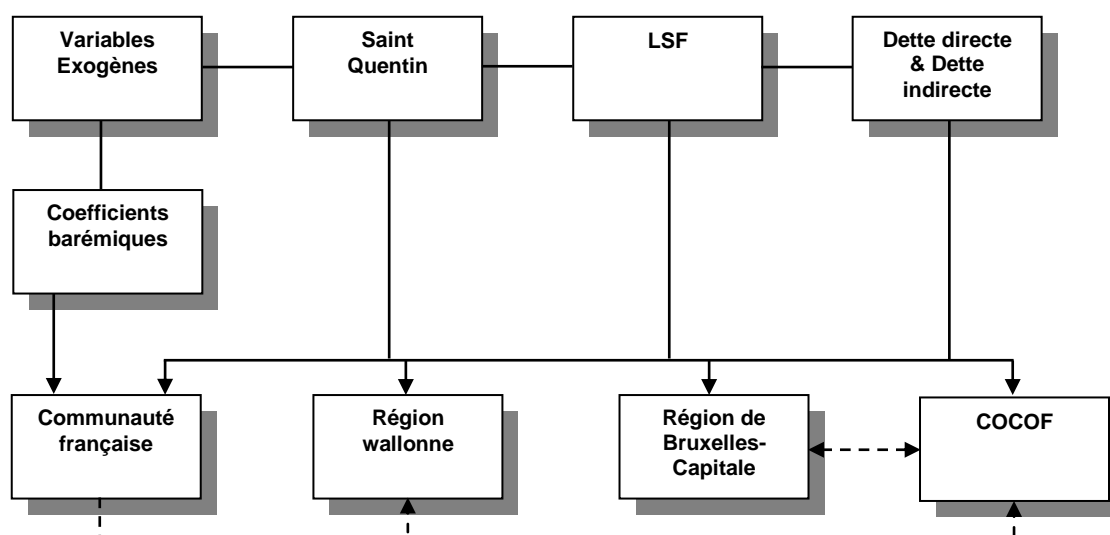 Variables
Exogènes
Saint
Quentin
LSF
Dette directe
& Dette
indirecte
Coefficients
barémiques
Communauté
française
Région
wallonne
Région de
Bruxelles-
Capitale
COCOF